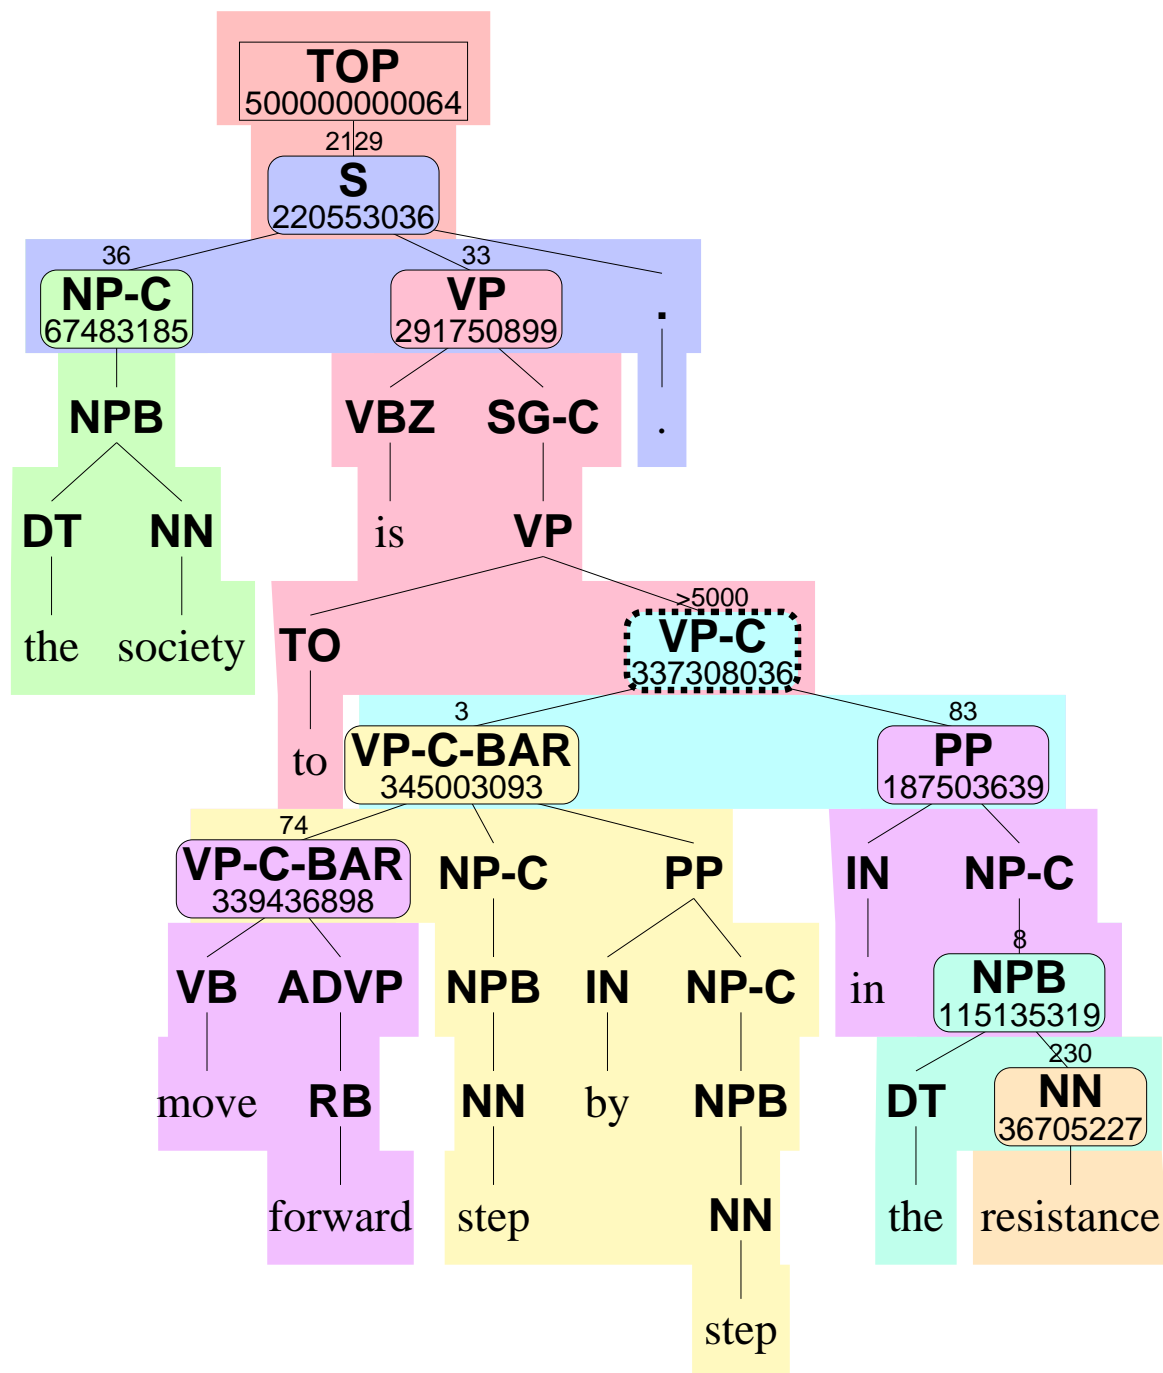 TOP
500000000064
2129
S
220553036
36 33
NP-C VP .
67483185 291750899
NPB VBZ SG-C .
DT NN is VP
>5000
the society TO VP-C
337308036
3 83
to VP-C-BAR PP
345003093 187503639
74
VP-C-BAR NP-C PP IN NP-C
339436898
8
VB ADVP NPB IN NP-C in NPB
115135319
230
move RB NN by NPB DT NN
36705227
forward step NN the resistance
step